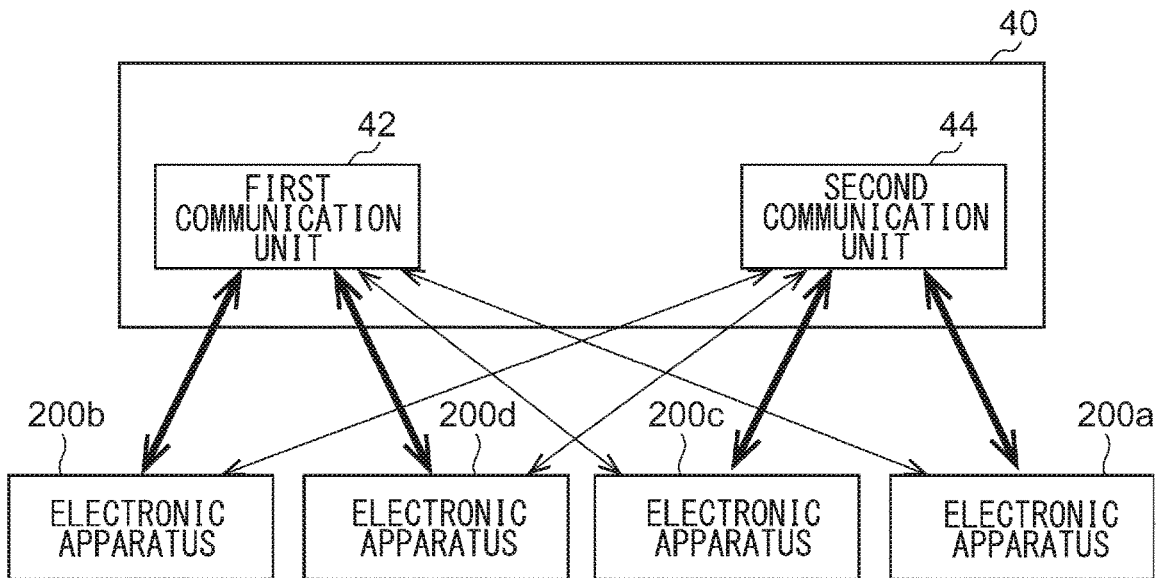 40
42
44
FIRST
COMMUNICATION
UNIT
SECOND
COMMUNICATION
UNIT
200b
200d
200c
200a
ELECTRONIC
APPARATUS
ELECTRONIC
APPARATUS
ELECTRONIC
APPARATUS
ELECTRONIC
APPARATUS